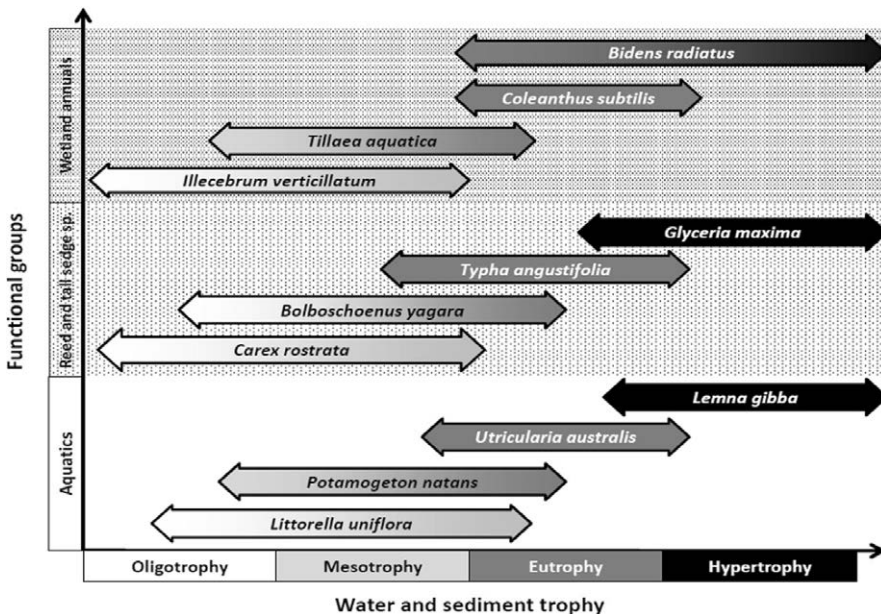 Functional groups
Wetland annuals
Bidens radiatus
Coleanthus subtilis
Tillaea aquatica
Illecebrum verticillatum
Reed and tall sedge sp.
Glyceria maxima
Typha angustifolia
Bolboschoenus yagara
Carex rostrata
Aquatics
Lemna gibba
Utricularia australis
Potamogeton natans
Littorella uniflora
Oligotrophy Mesotrophy Eutrophy Hypertrophy
Water and sediment trophy